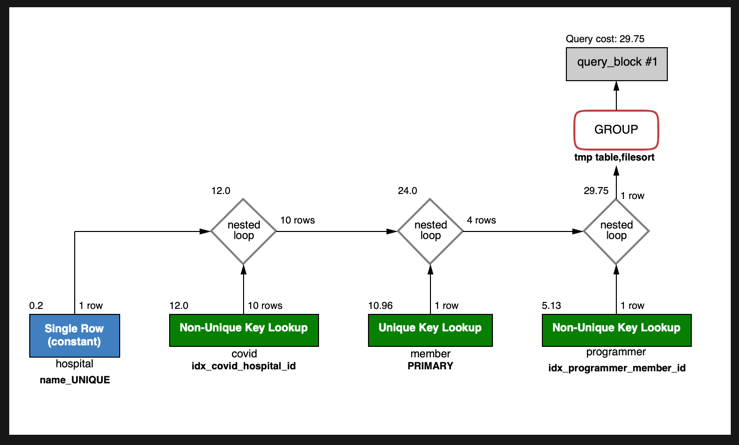 Query cost: 29.75
query_block #1
GROUP
tmp table,filesort
12.0
24.0
29.75
1 row
nested
loop
10 rows
nested
loop
4 rows
nested
loop
0.2
1 row
12.0
10 rows
10.96
1 row
5.13
1 row
Single Row
(constant)
Non-Unique Key Lookup
Unique Key Lookup
Non-Unique Key Lookup
hospital
name_UNIQUE
covid
idx_covid_hospital_id
member
PRIMARY
programmer
idx_programmer_member_id